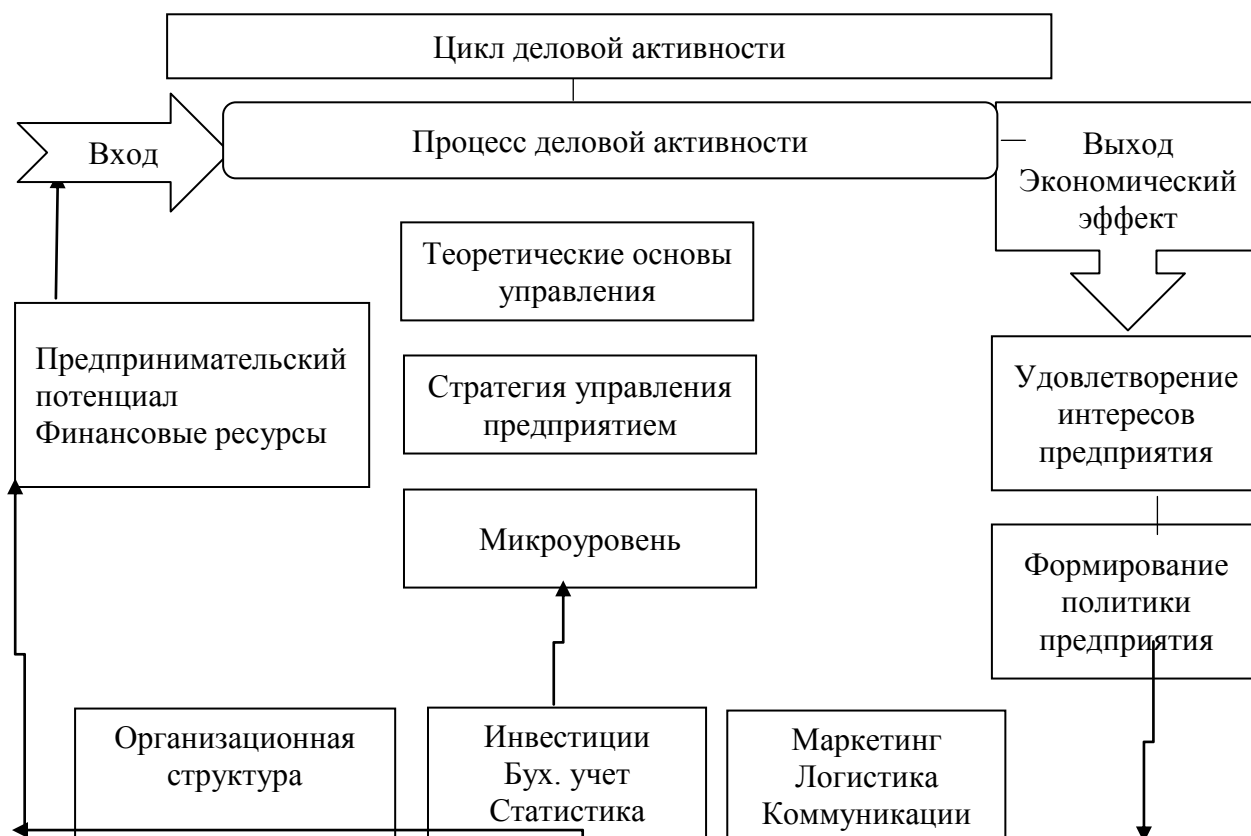 Цикл деловой активности
Вход
Процесс деловой активности
Выход
Экономический
эффект
Теоретические основы
управления
Предпринимательский
потенциал
Финансовые ресурсы
Стратегия управления
предприятием
Удовлетворение
интересов
предприятия
Микроуровень
Формирование
политики
предприятия
Организационная
структура
Инвестиции
Бух. учет
Статистика
Маркетинг
Логистика
Коммуникации